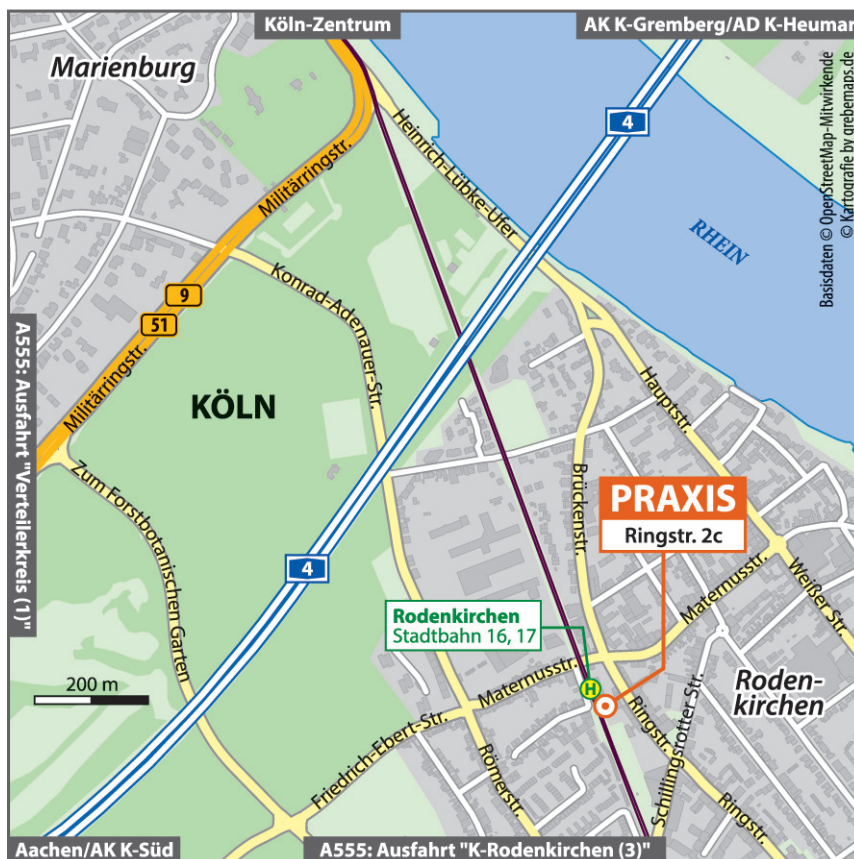 Köln-Zentrum
AK K-Gremberg/AD K-Heumar
Marienburg
4
Heinrich-Lübke-Ufer
Militärringstr.
RHEIN
Basisdaten © OpenStreetMap-Mitwirkende
© Kartografie by grebemaps.de
Konrad-Adenauer-Str.
9
51
A555: Ausfahrt "Verteilerkreis (1)"
Militärringstr.
KÖLN
Hauptstr.
Zum Forstbotanischen Garten
Brückenstr.
PRAXIS
Ringstr. 2c
4
Weißer Str.
Maternusstr.
Rodenkirchen
Stadtbahn 16, 17
Maternusstr.
H
200 m
Roden-
kirchen
Ringstr.
Schillingsrotter Str.
Friedrich-Ebert-Str.
Römerstr.
Ringstr.
Aachen/AK K-Süd
A555: Ausfahrt "K-Rodenkirchen (3)"